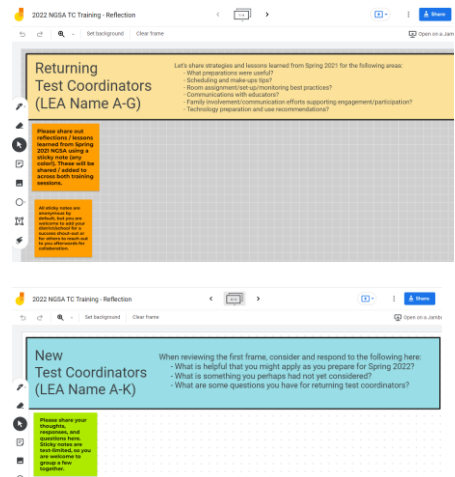 2022 NGSA TC Training - Reflection
Share
Set background
Clear frame
Open on a Jam
Returning
Test Coordinators
(LEA Name A-G)
Let's share strategies and lessons learned from Spring 2021 for the following areas:
- What preparations were useful?
- Scheduling and make-ups tips?
- Room assignment/set-up/monitoring best practices?
- Communications with educators?
- Family involvement/communication efforts supporting engagement/participation?
- Technology preparation and use recommendations?
Please share out
reflections / lessons
learned from Spring
2021 NGSA using a
sticky note (any
color!). These will be
shared / added to
across both training
sessions.
All sticky notes are
anonymous by
default, but you are
welcome to add your
district/school for a
success shout-out or
for others to reach out
to you afterwards for
collaboration.
2022 NGSA TC Training - Reflection
Share
Set background
Clear frame
Open on a Jamb
New
Test Coordinators
(LEA Name A-K)
When reviewing the first frame, consider and respond to the following here:
- What is helpful that you might apply as you prepare for Spring 2022?
- What is something you perhaps had not yet considered?
- What are some questions you have for returning test coordinators?
Please share your
thoughts,
responses, and
questions here.
Sticky notes are
text-limited, so you
are welcome to
group a few
together.